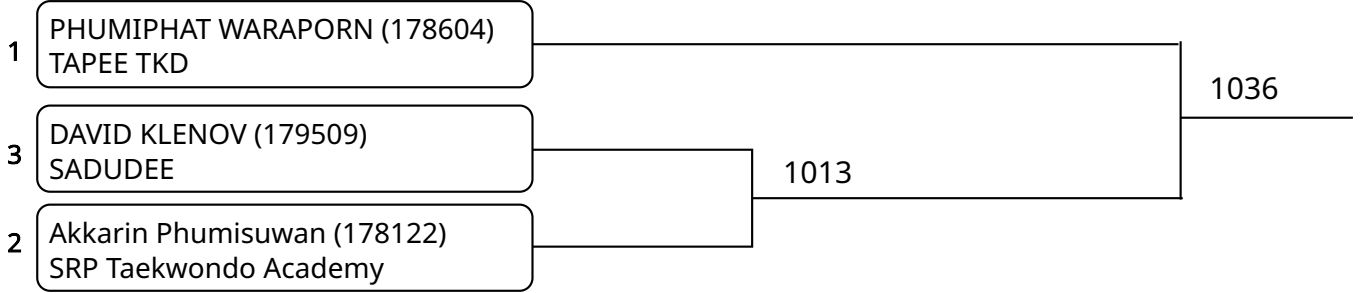 1
PHUMIPHAT WARAPORN (178604)
TAPEE TKD
1036
3
DAVID KLENOV (179509)
SADUDEE
1013
2
Akkarin Phumisuwan (178122)
SRP Taekwondo Academy